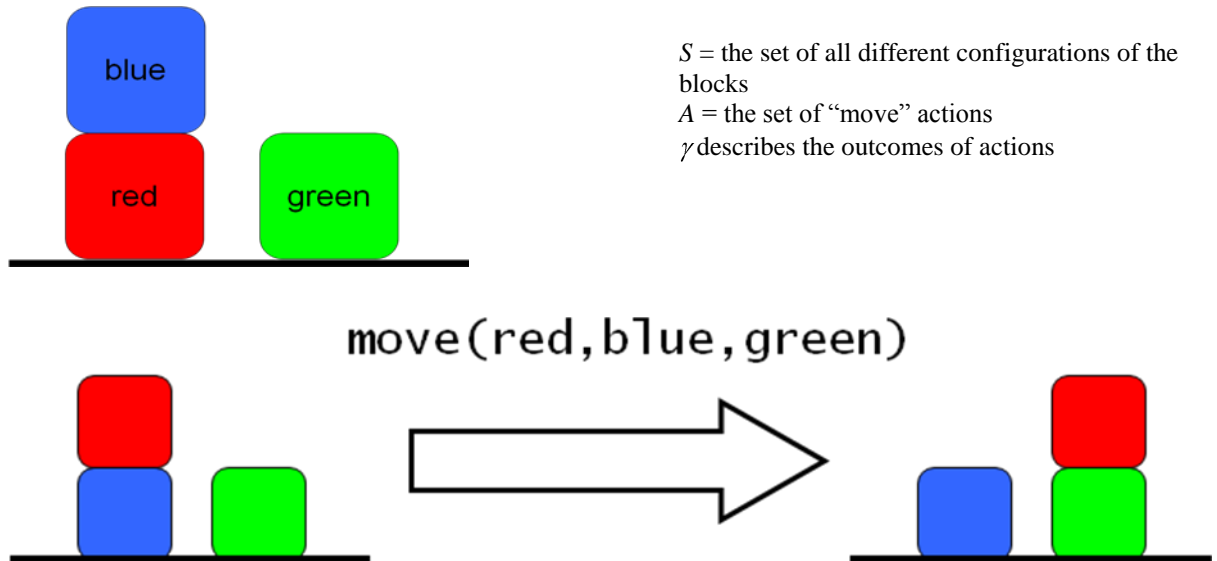 blue
red
green
S = the set of all different configurations of the
blocks
A = the set of “move” actions
γ describes the outcomes of actions
move(red,blue,green)